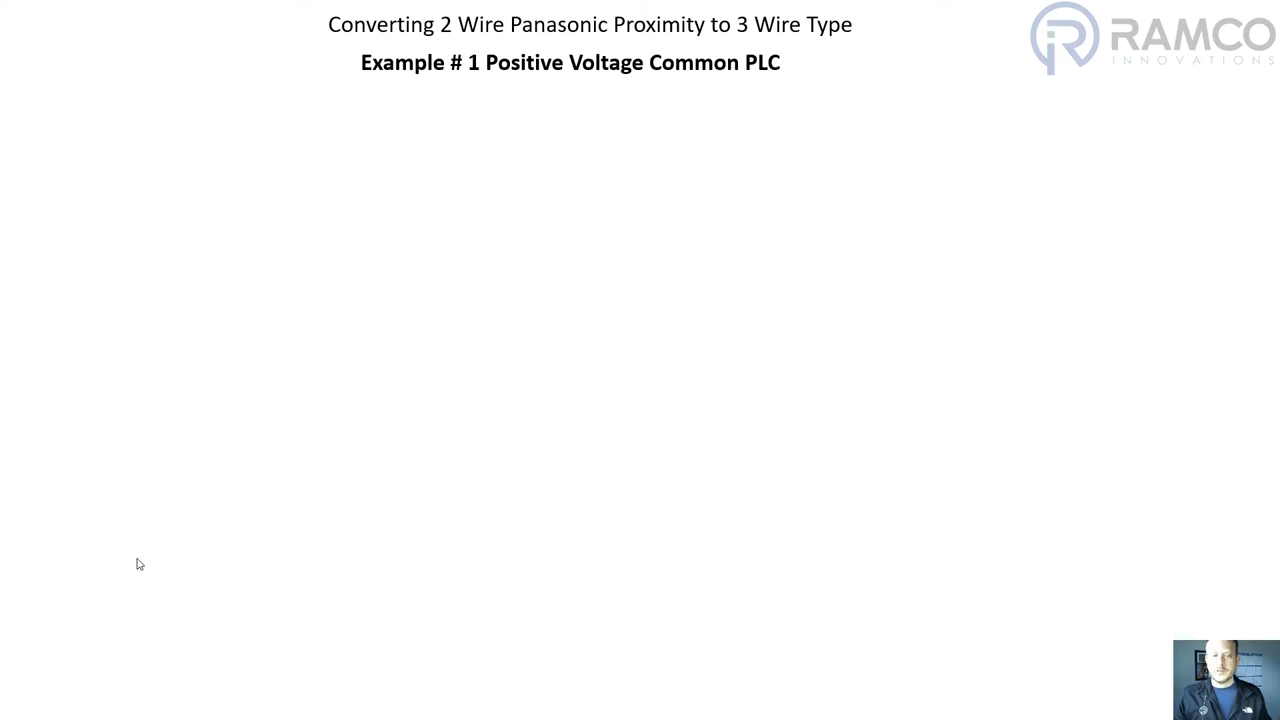 Converting 2 Wire Panasonic Proximity to 3 Wire Type
Example # 1 Positive Voltage Common PLC
RAMCO
INNOVATIONS